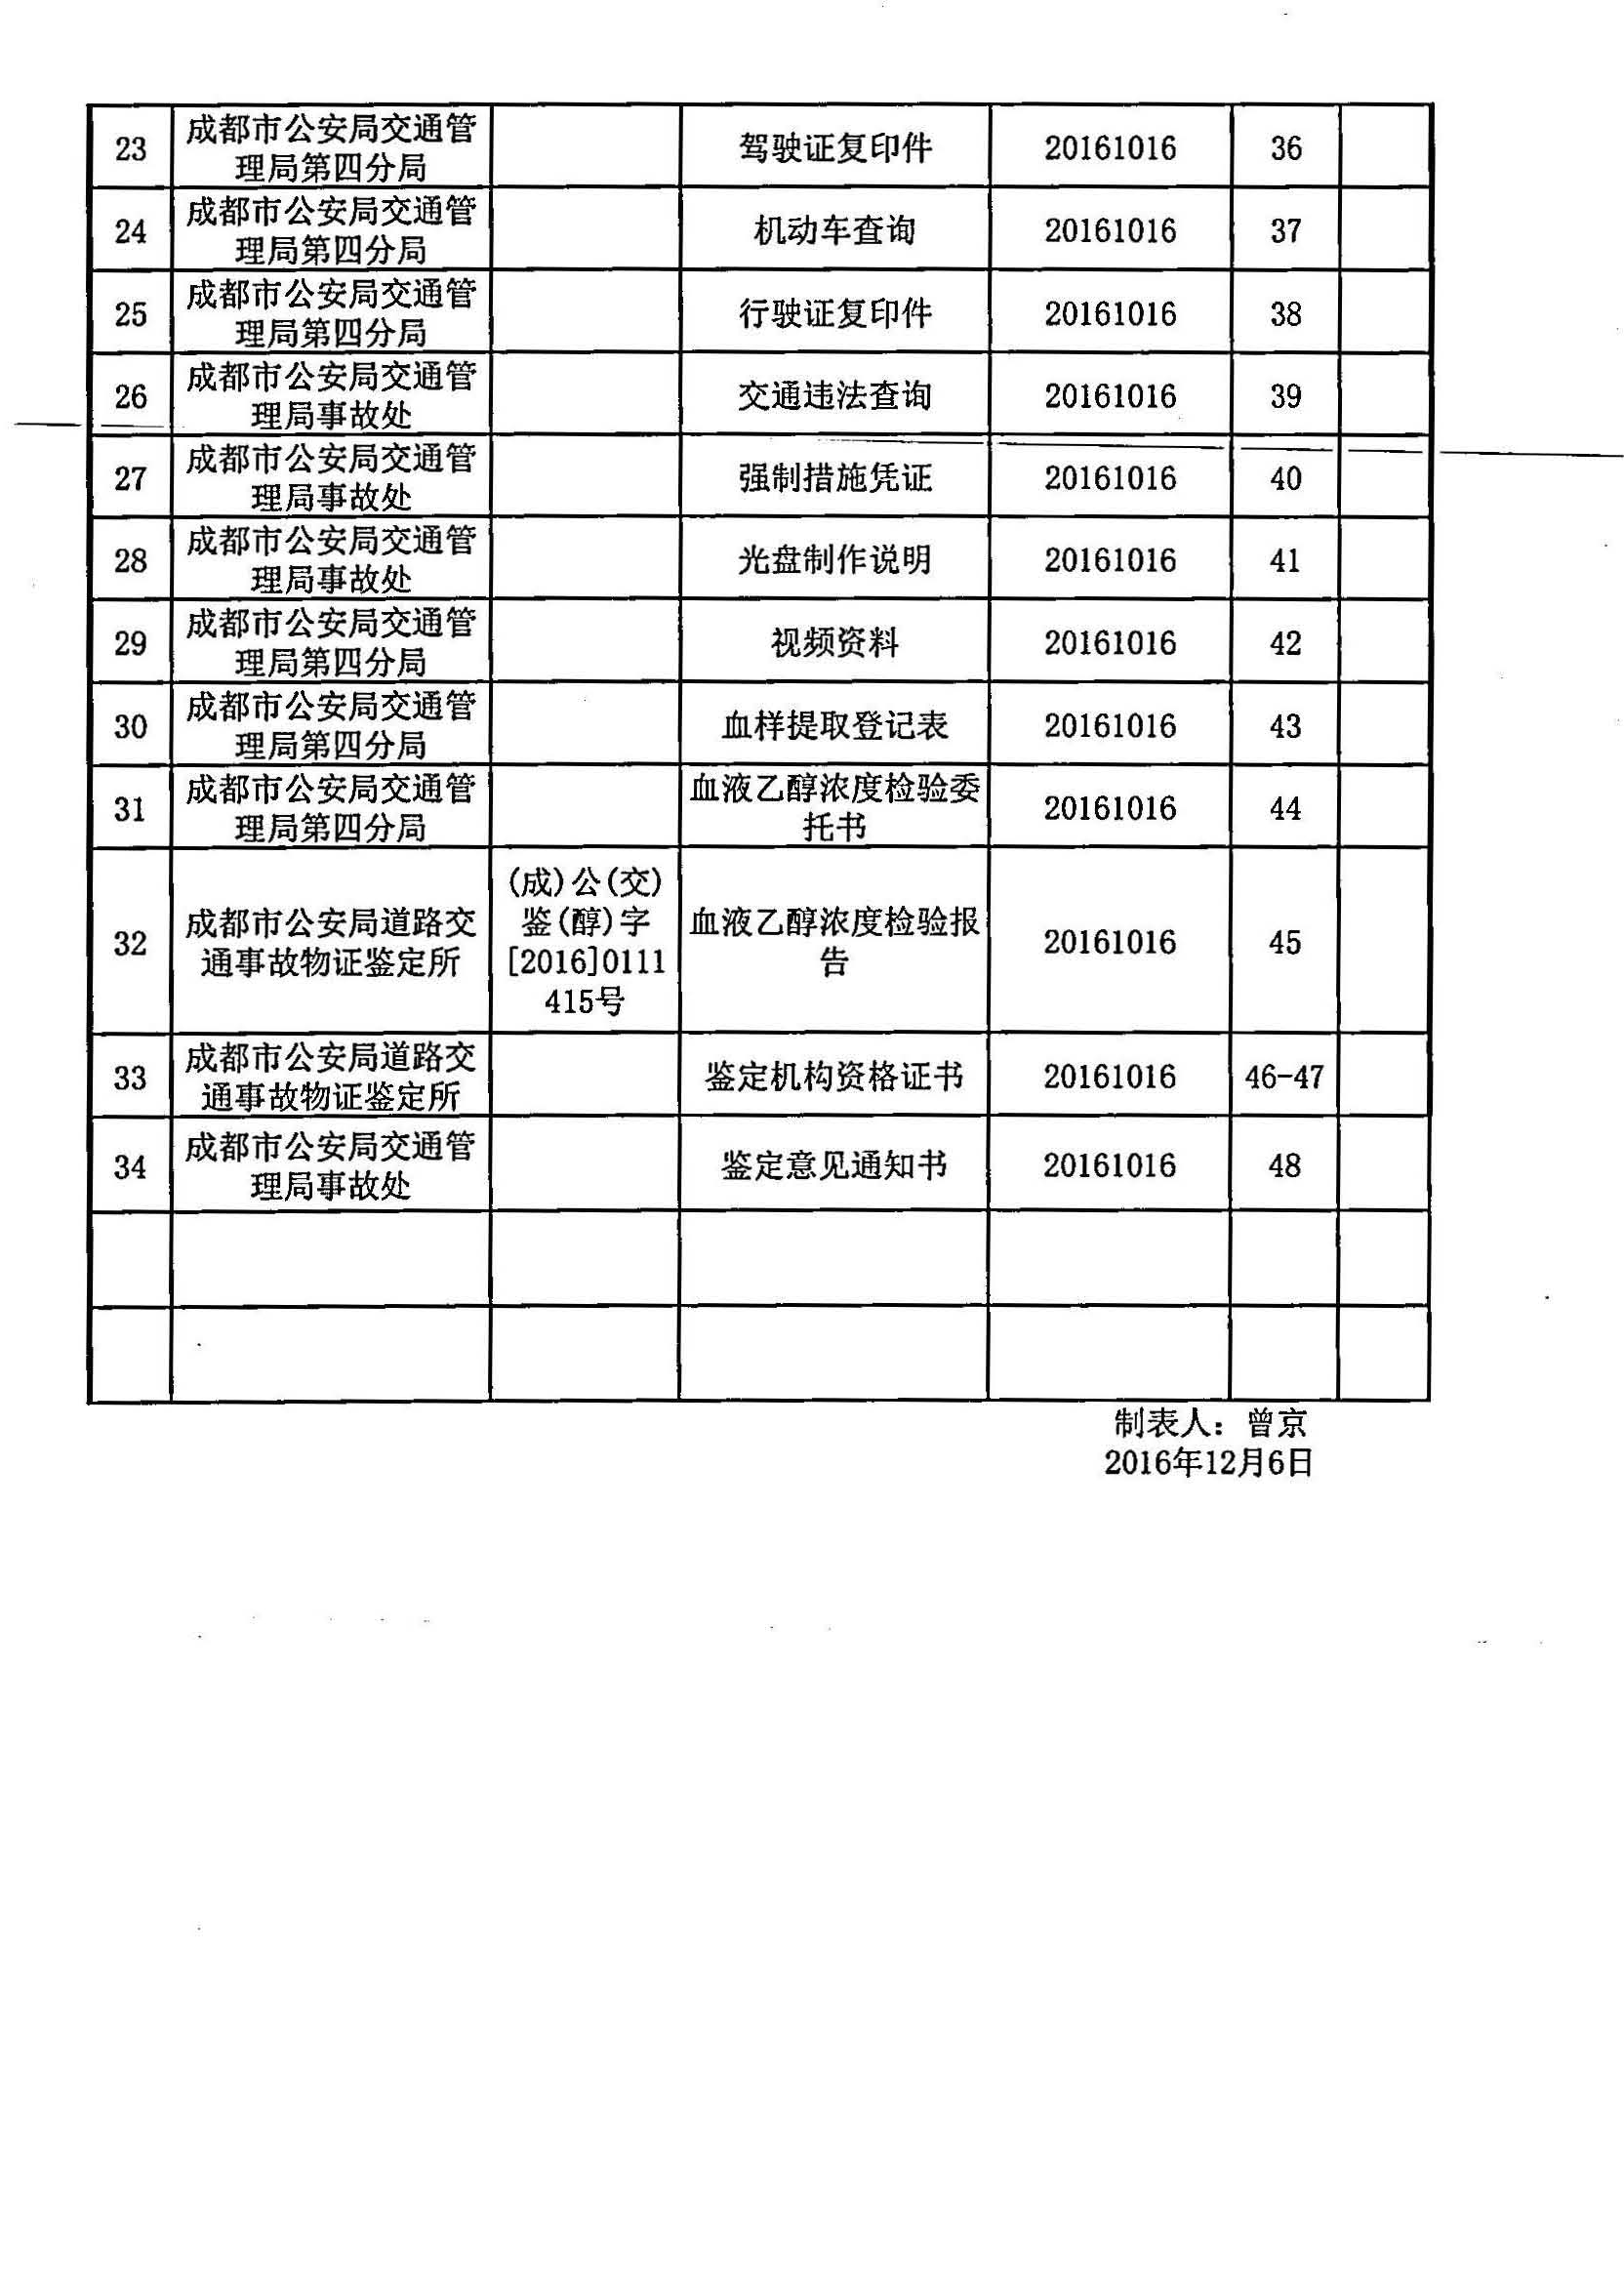 23 成都市公安局交通管理局第四分局 驾驶证复印件 20161016 36
24 成都市公安局交通管理局第四分局 机动车查询 20161016 37
25 成都市公安局交通管理局第四分局 行驶证复印件 20161016 38
26 成都市公安局交通管理局事故处 交通违法查询 20161016 39
27 成都市公安局交通管理局事故处 强制措施凭证 20161016 40
28 成都市公安局交通管理局事故处 光盘制作说明 20161016 41
29 成都市公安局交通管理局第四分局 视频资料 20161016 42
30 成都市公安局交通管理局第四分局 血样提取登记表 20161016 43
31 成都市公安局交通管理局第四分局 血液乙醇浓度检验委托书 20161016 44
32 成都市公安局道路交通事故物证鉴定所 (成)公(交)鉴(醇)字[2016]0111415号 血液乙醇浓度检验报告 20161016 45
33 成都市公安局道路交通事故物证鉴定所 鉴定机构资格证书 20161016 46-47
34 成都市公安局交通管理局事故处 鉴定意见通知书 20161016 48
制表人：曾京
2016年12月6日